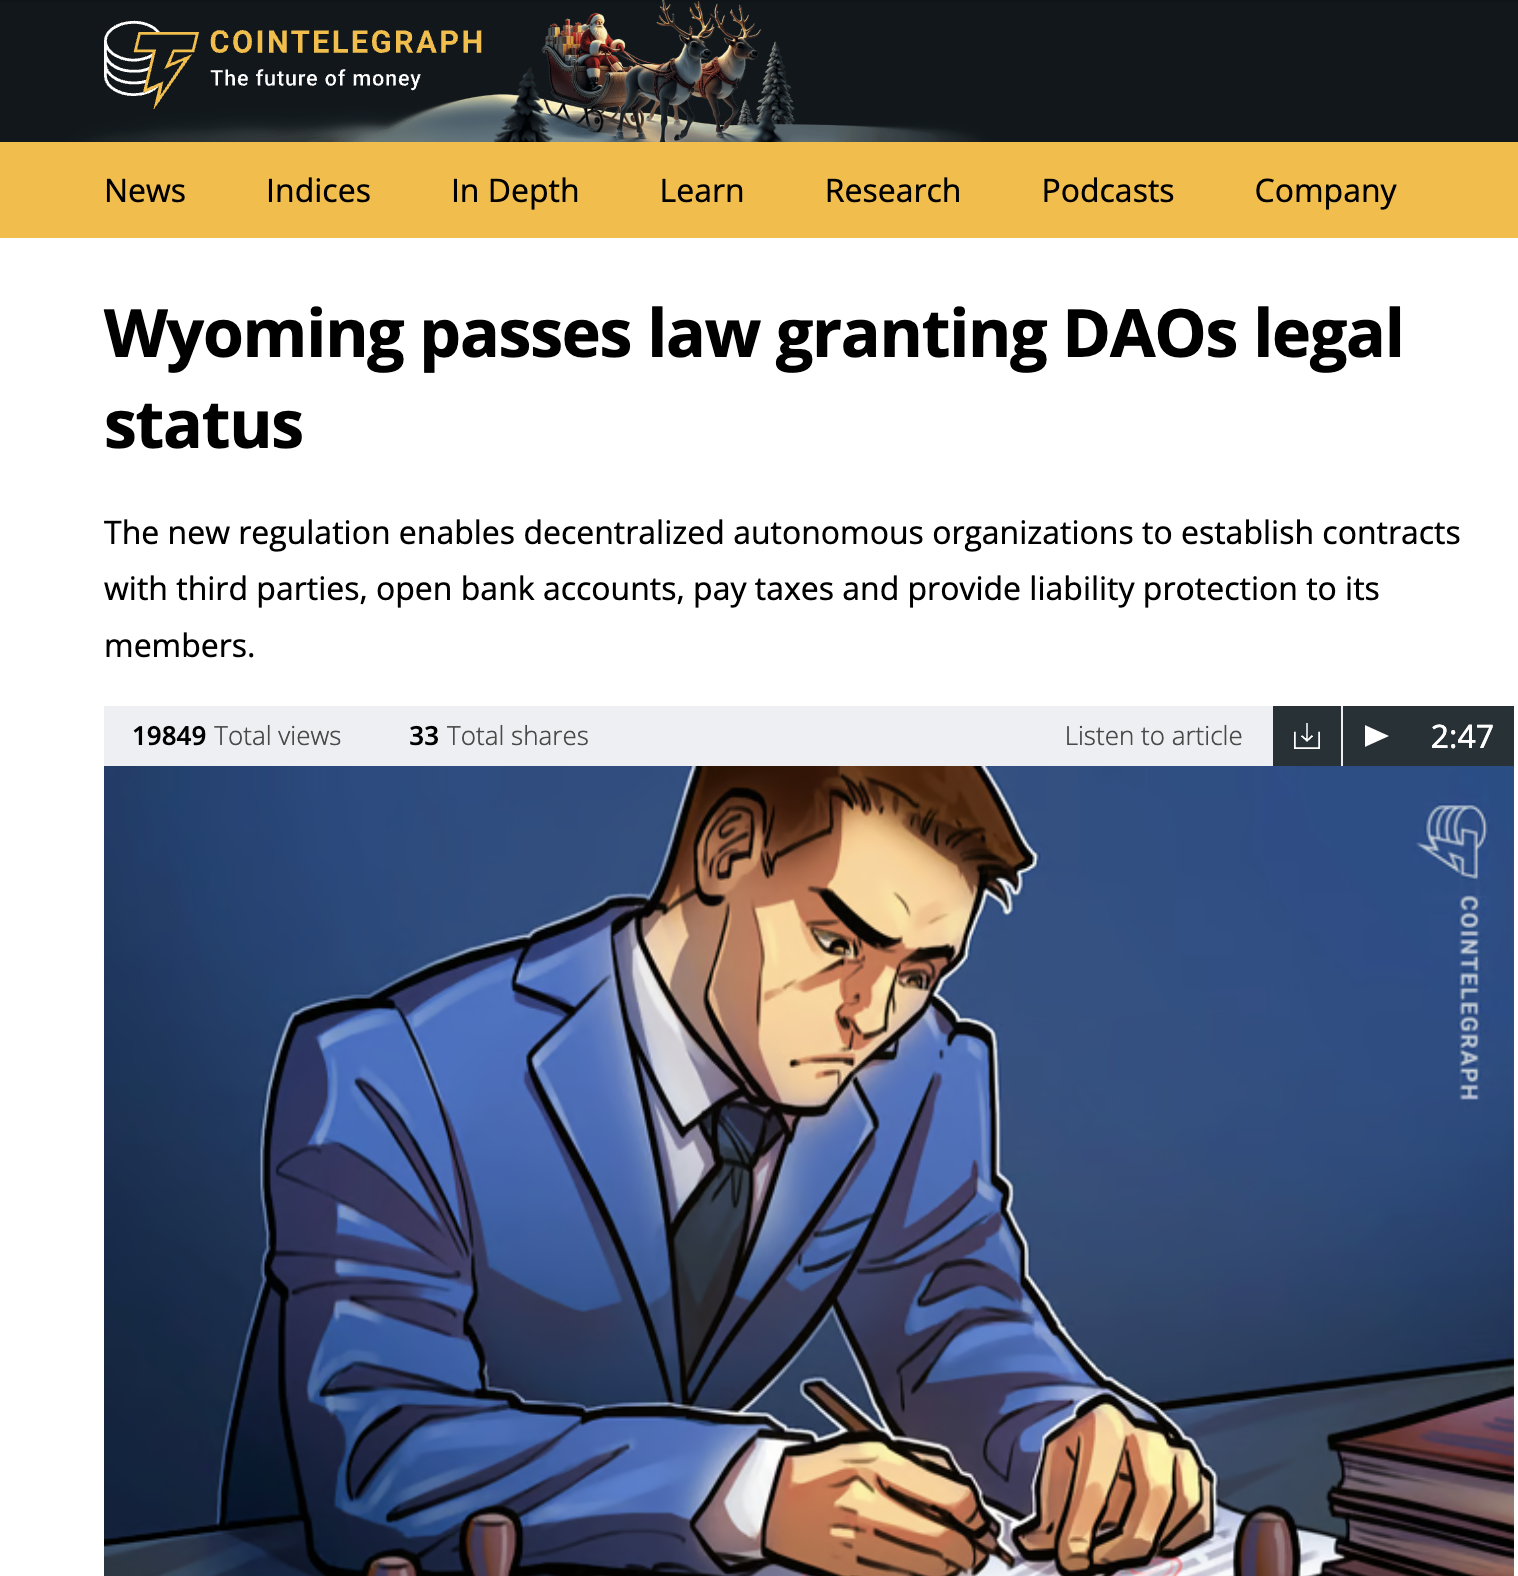 COINTELEGRAPH
The future of money
News Indices In Depth Learn Research Podcasts Company
Wyoming passes law granting DAOs legal
status
The new regulation enables decentralized autonomous organizations to establish contracts
with third parties, open bank accounts, pay taxes and provide liability protection to its
members.
19849 Total views 33 Total shares Listen to article 2:47
COINTELEGRAPH